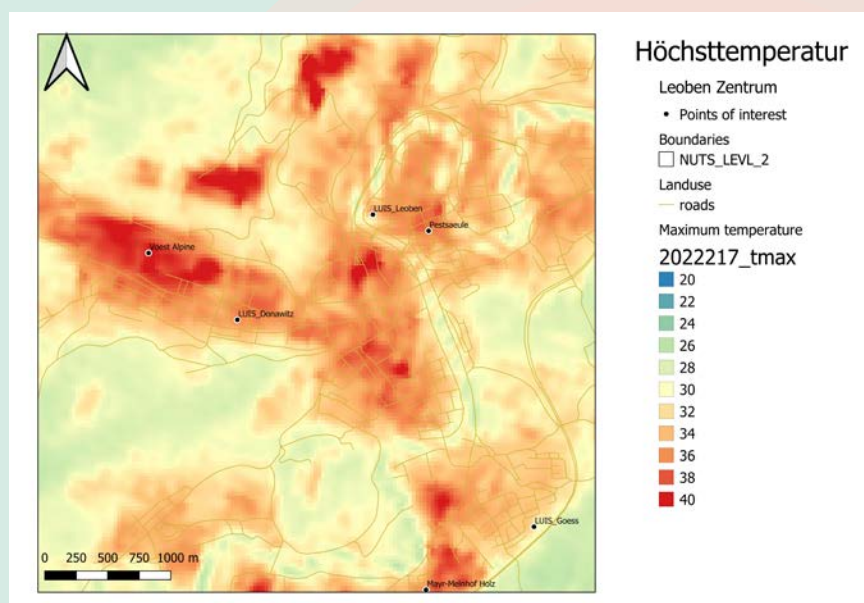 Höchsttemperatur
Leoben Zentrum
Points of interest
Boundaries
NUTS_LEVL_2
Landuse
roads
Maximum temperature
2022217_tmax
20
22
24
26
28
30
32
34
36
38
40
LUIS_Leoben
Pestsaeule
Voest Alpine
LUIS_Donawitz
LUIS_Goess
Mayr-Melnhof Holz
0 250 500 750 1000 m